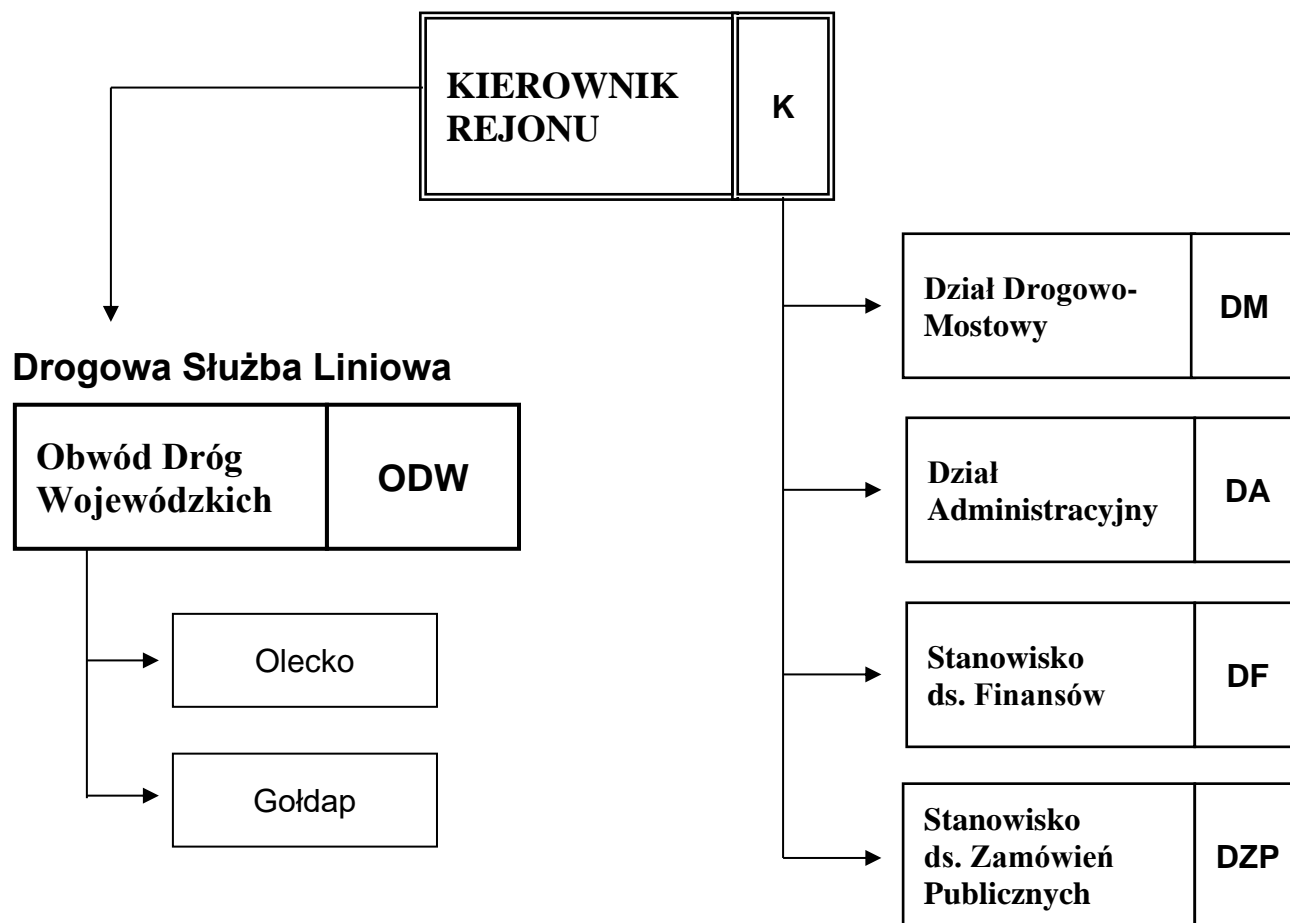 KIEROWNIK
REJONU
K
Drogowa Służba Liniowa
Obwód Dróg
Wojewódzkich
ODW
Olecko
Gołdap
Dział Drogowo-
Mostowy
DM
Dział
Administracyjny
DA
Stanowisko
ds. Finansów
DF
Stanowisko
ds. Zamówień
Publicznych
DZP